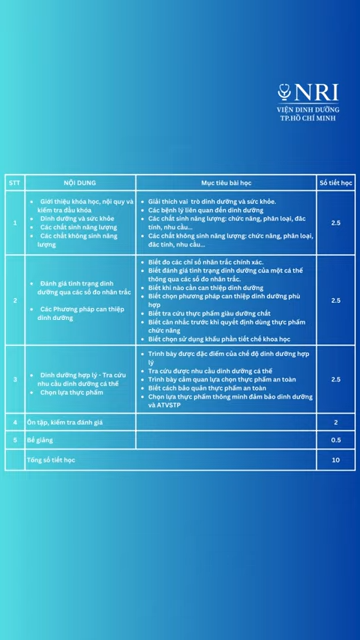 NRI
VIỆN DINH DƯỠNG
TP.HỒ CHÍ MINH
STT
NỘI DUNG
Mục tiêu bài học
Số tiết học
1
Giới thiệu khóa học, nội quy và
kiểm tra đầu khóa
Dinh dưỡng và sức khỏe
Các chất sinh năng lượng
Các chất không sinh năng
lượng
Giải thích vai trò dinh dưỡng và sức khỏe.
Các bệnh lý liên quan đến dinh dưỡng
Các chất sinh năng lượng: chức năng, phân loại, đăc
tính, nhu cầu...
Các chất không sinh năng lượng: chức năng, phân loại,
đăc tính, nhu cầu...
2.5
2
Đánh giá tình trạng dinh
dưỡng qua các số đo nhân trắc
Các Phương pháp can thiệp
dinh dưỡng
Biết đo các chỉ số nhân trắc chính xác.
Biết đánh giá tình trạng dinh dưỡng của một cá thể
thông qua các số đo nhân trắc.
Biết khi nào cần can thiệp dinh dưỡng
Biết chọn phương pháp can thiệp dinh dưỡng phù
hợp
Biết tra cứu thực phẩm giàu dưỡng chất
Biết cân nhắc trước khi quyết định dùng thực phẩm
chức năng
Biết chọn sử dụng khẩu phần tiết chế khoa học
2.5
3
Dinh dưỡng hợp lý - Tra cứu
nhu cầu dinh dưỡng cá thể
Chọn lựa thực phẩm
Trình bày được đặc điểm của chế độ dinh dưỡng hợp
lý
Tra cứu được nhu cầu dinh dưỡng cá thể
Trình bày cẩm quan lựa chọn thực phẩm an toàn
Biết cách bảo quản thực phẩm an toàn
Chọn lựa thực phẩm thông minh đảm bảo dinh dưỡng
và ATVSTP
2.5
4
Ôn tập, kiểm tra đánh giá
2
5
Bế giảng
0.5
Tổng số tiết học
10